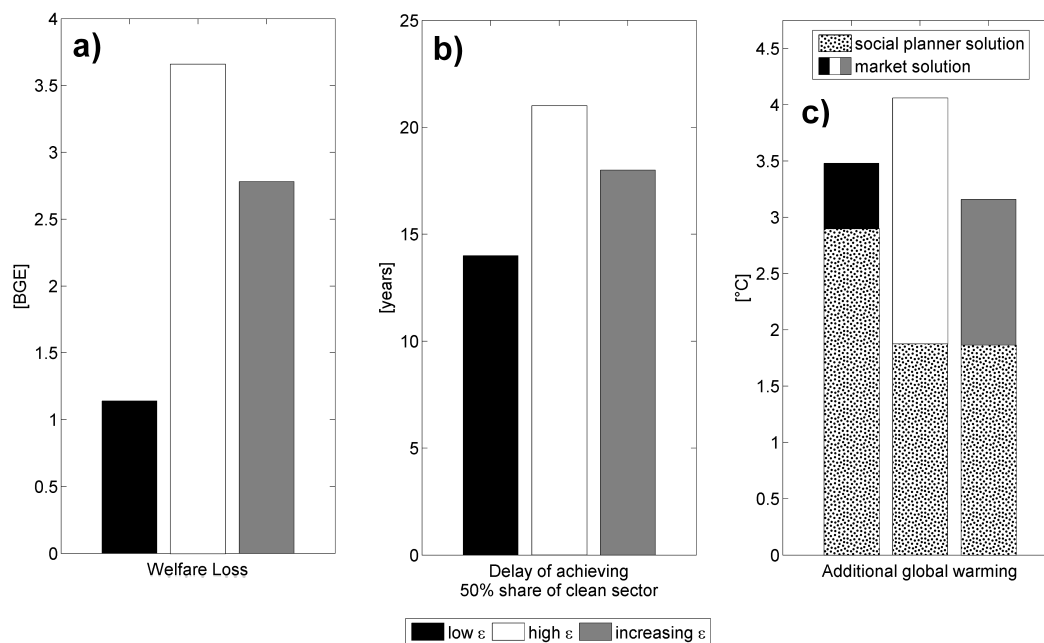 a)
4
3.5
3
2.5
2
1.5
1
0.5
0
[BGE]
Welfare Loss
b)
25
20
15
10
5
0
[years]
Delay of achieving
50% share of clean sector
social planner solution
market solution
c)
4.5
4
3.5
3
2.5
2
1.5
1
0.5
0
[°C]
Additional global warming
low ε high ε increasing ε